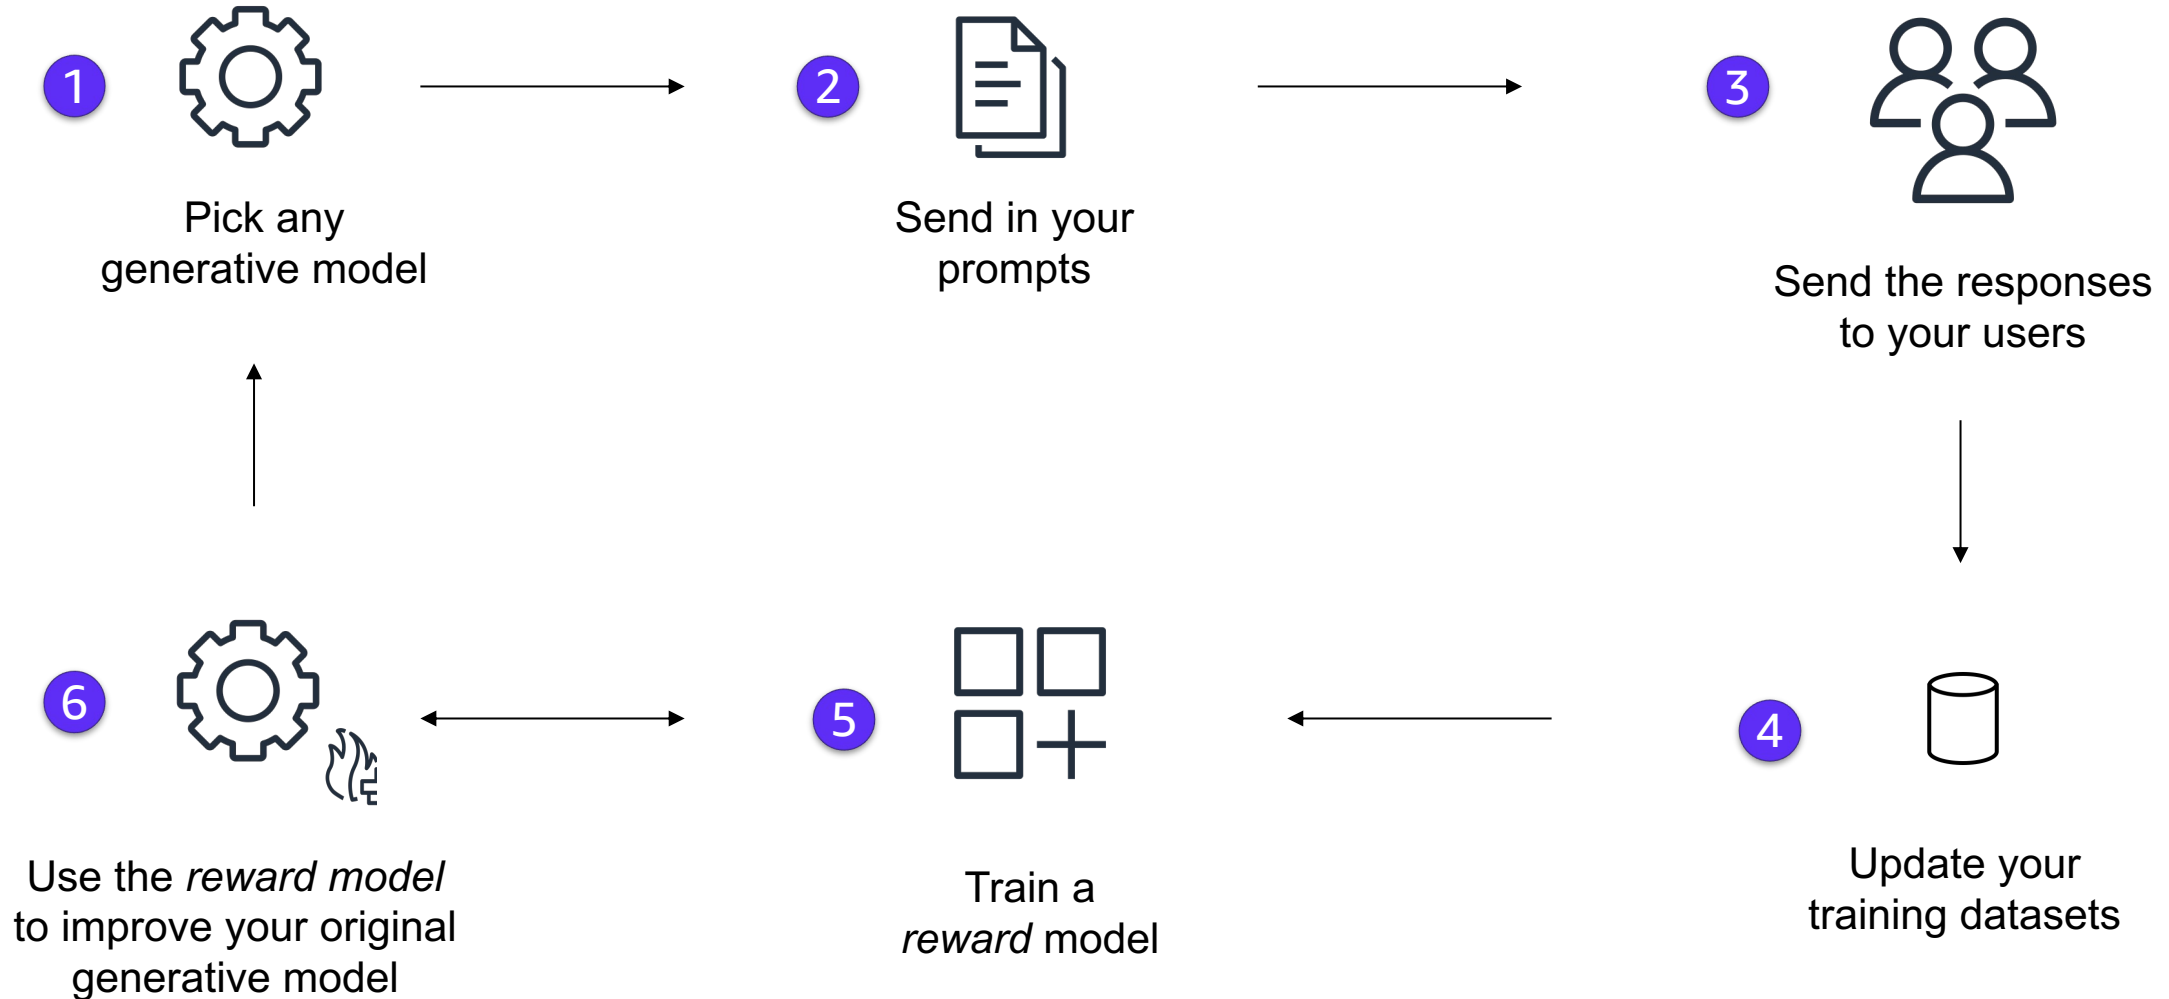 1
Pick any
generative model
2
Send in your
prompts
3
Send the responses
to your users
6
Use the reward model
to improve your original
generative model
5
Train a
reward model
4
Update your
training datasets